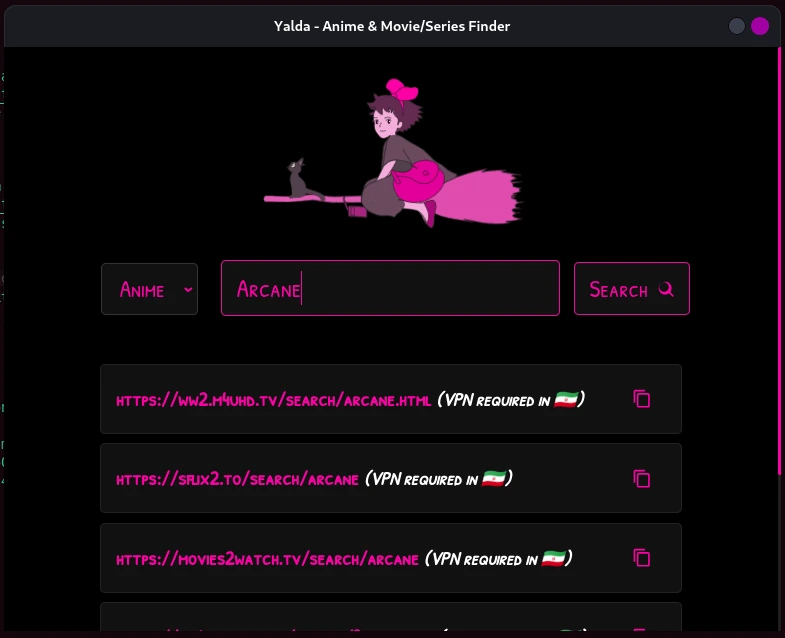 Yalda - Anime & Movie/Series Finder
Anime
Arcane
Search
https://ww2.m4uhd.tv/search/arcane.html (VPN required in 🇮🇷)
https://sflix2.to/search/arcane (VPN required in 🇮🇷)
https://movies2watch.tv/search/arcane (VPN required in 🇮🇷)